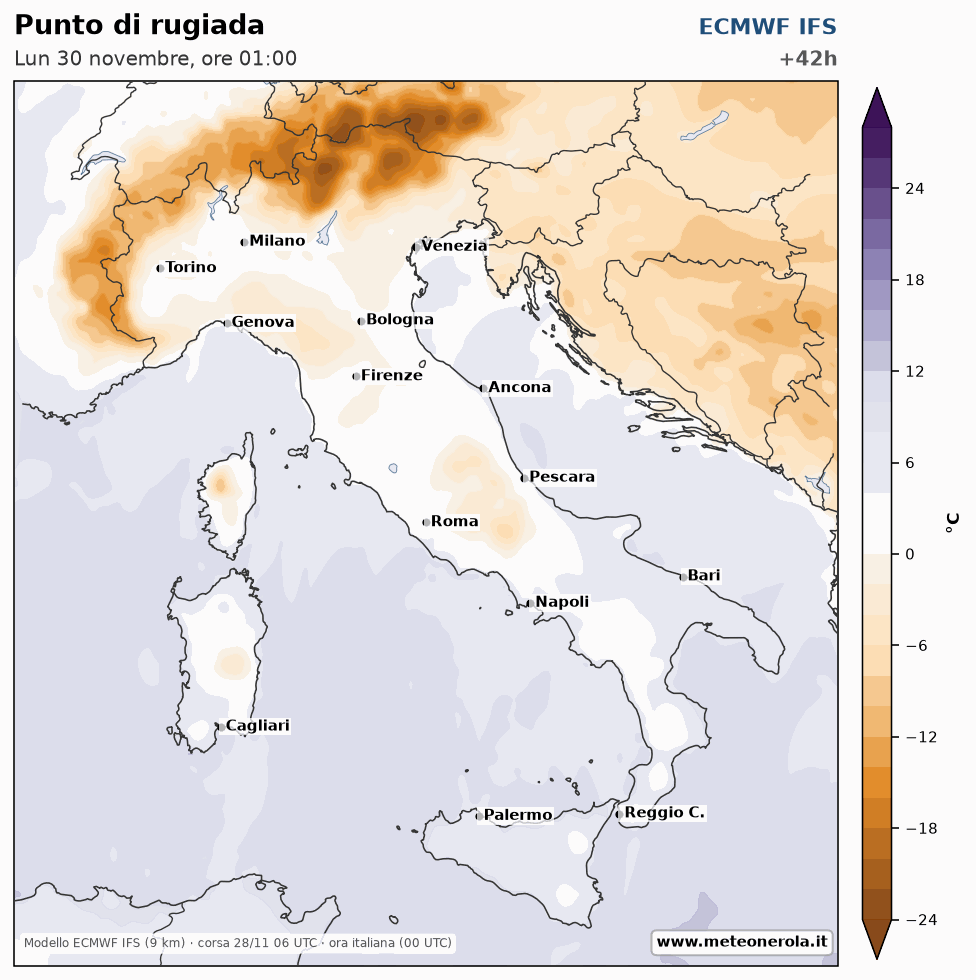 Punto di rugiada
ECMWF IFS
Lun 30 novembre, ore 01:00
+42h
Milano
Venezia
Torino
Genova
Bologna
Firenze
Ancona
Pescara
Roma
Bari
Napoli
Cagliari
Palermo
Reggio C.
24
18
12
6
0
−6
−12
−18
−24
°C
Modello ECMWF IFS (9 km) · corsa 28/11 06 UTC · ora italiana (00 UTC)
www.meteonerola.it